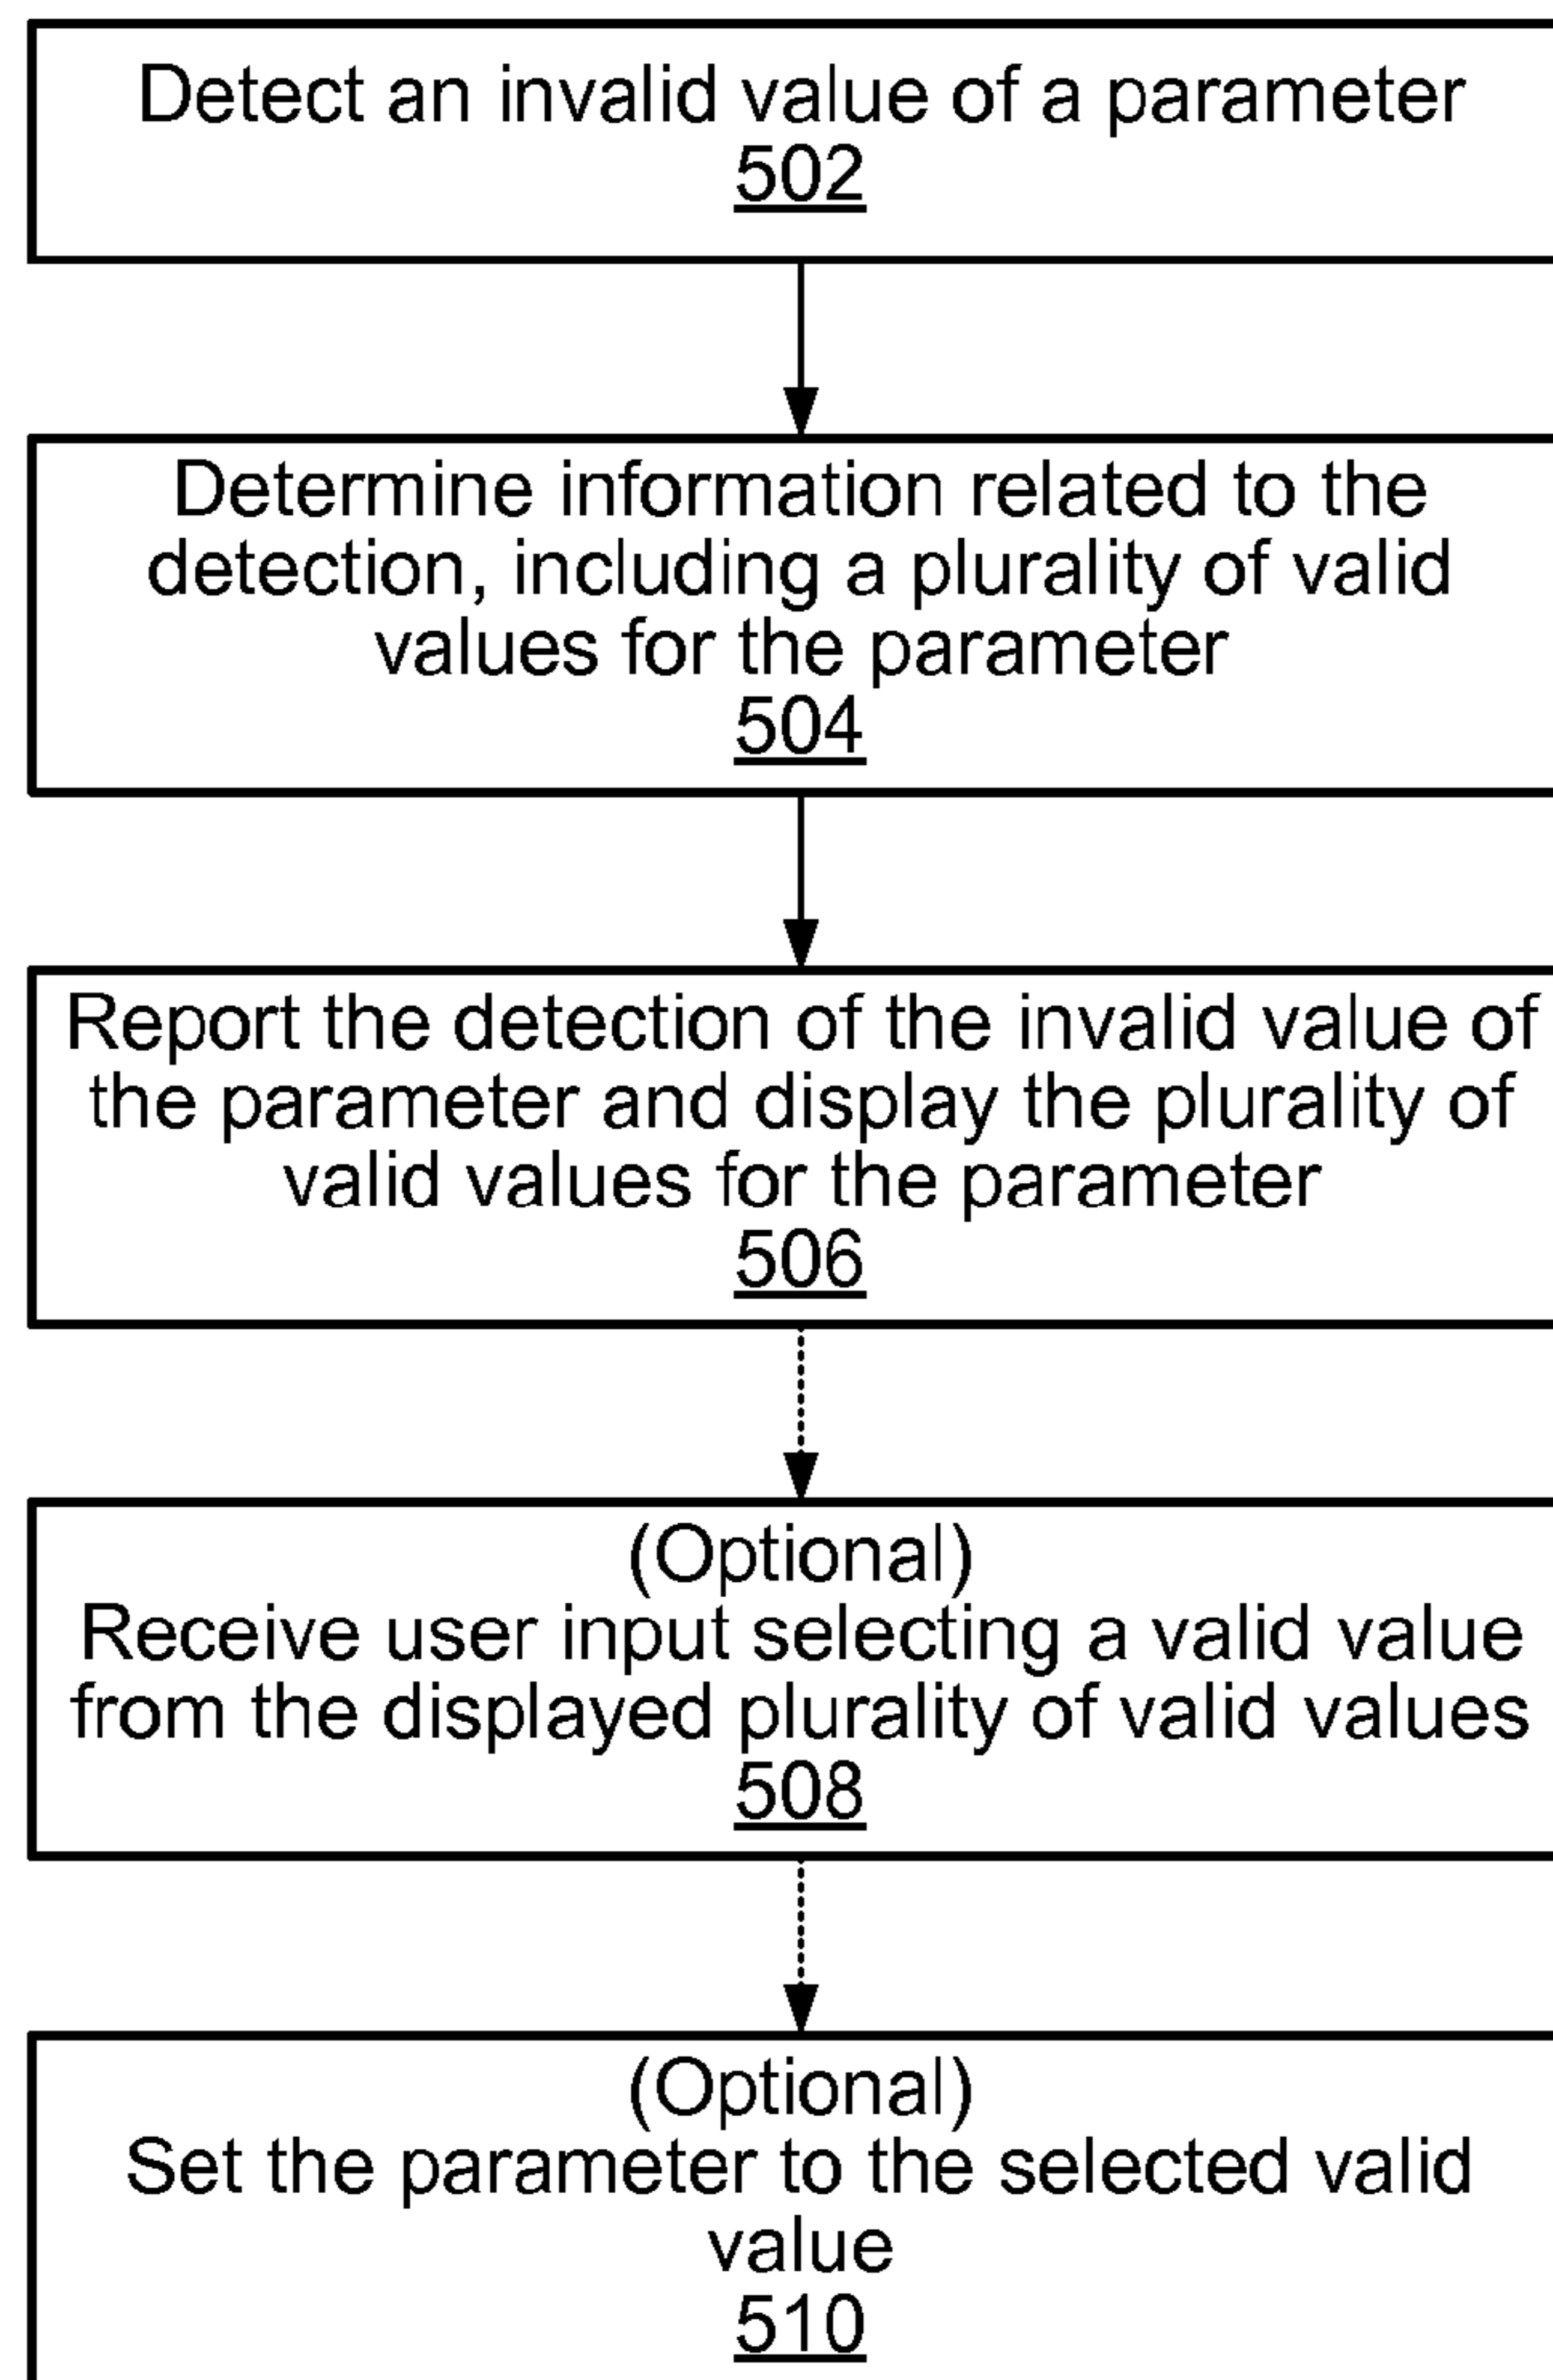 Detect an invalid value of a parameter
502
Determine information related to the
detection, including a plurality of valid
values for the parameter
504
Report the detection of the invalid value of
the parameter and display the plurality of
valid values for the parameter
506
(Optional)
Receive user input selecting a valid value
from the displayed plurality of valid values
508
(Optional)
Set the parameter to the selected valid
value
510